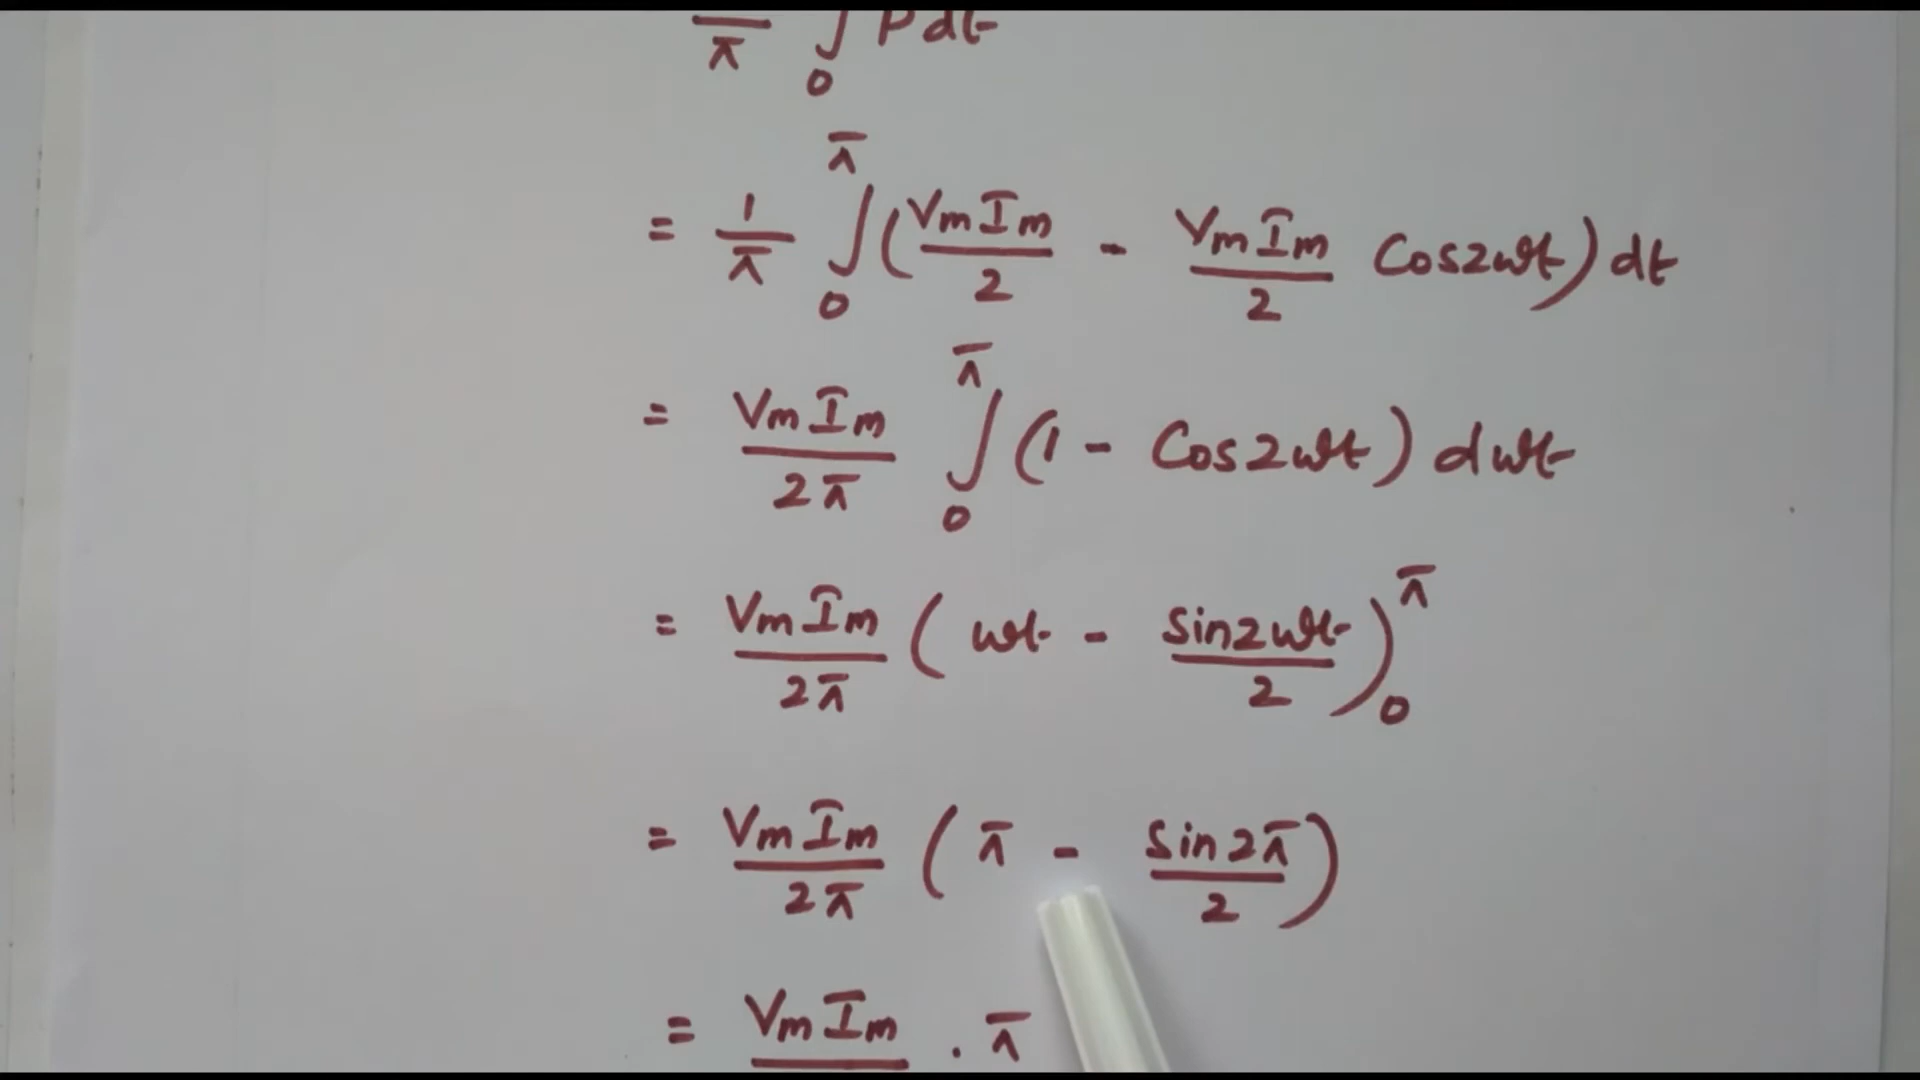 π ∫ 0 P dt
= 1/π ∫ 0 π (VmIm/2 - VmIm/2 Cos2ωt) dt
= VmIm/2π ∫ 0 π (1 - Cos2ωt) dωt
= VmIm/2π (ωt - Sin2ωt/2) 0 π
= VmIm/2π (π - Sin2π/2)
= VmIm . π